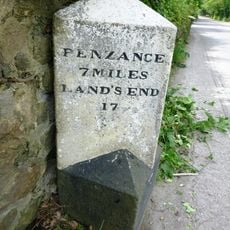 PENZANCE
7 MILES
LAND'S END
17